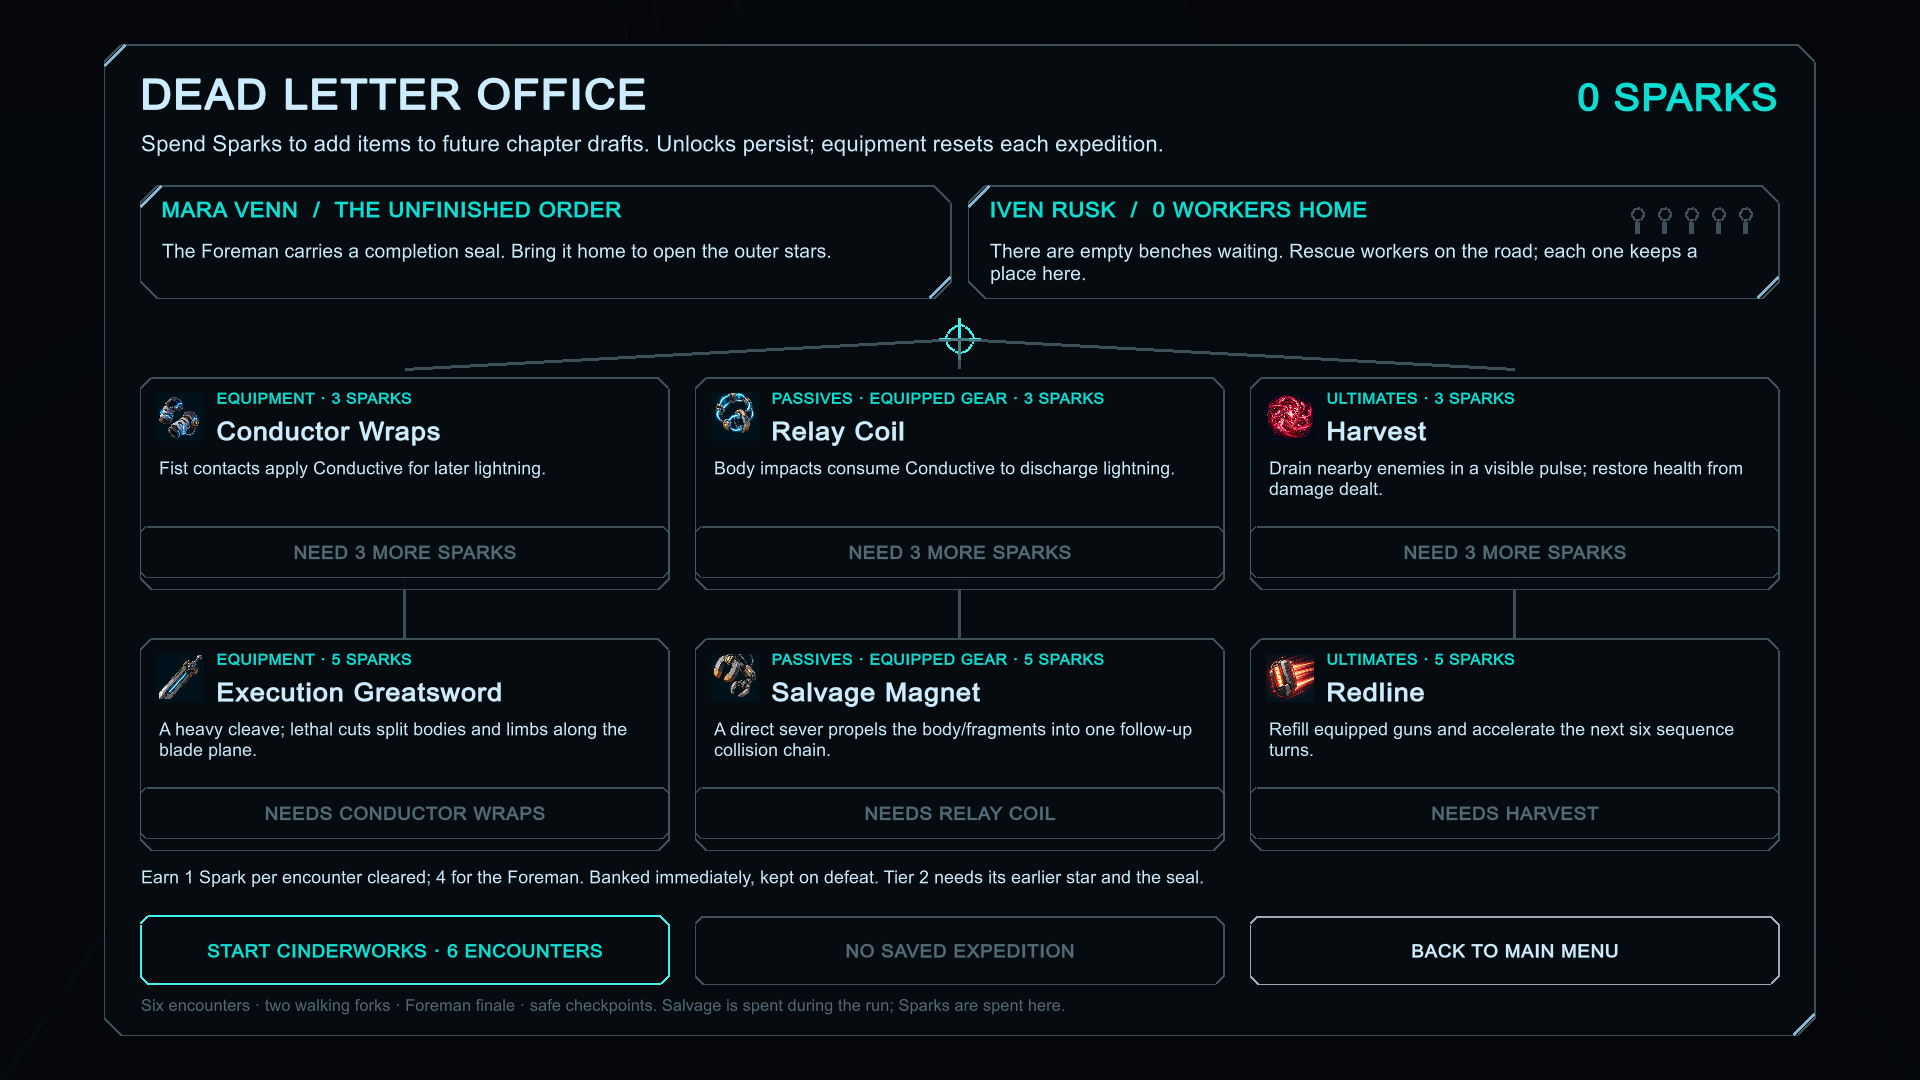 DEAD LETTER OFFICE
0 SPARKS
Spend Sparks to add items to future chapter drafts. Unlocks persist; equipment resets each expedition.
MARA VENN / THE UNFINISHED ORDER
The Foreman carries a completion seal. Bring it home to open the outer stars.
IVEN RUSK / 0 WORKERS HOME
There are empty benches waiting. Rescue workers on the road; each one keeps a
place here.
EQUIPMENT · 3 SPARKS
Conductor Wraps
Fist contacts apply Conductive for later lightning.
NEED 3 MORE SPARKS
PASSIVES · EQUIPPED GEAR · 3 SPARKS
Relay Coil
Body impacts consume Conductive to discharge lightning.
NEED 3 MORE SPARKS
ULTIMATES · 3 SPARKS
Harvest
Drain nearby enemies in a visible pulse; restore health from
damage dealt.
NEED 3 MORE SPARKS
EQUIPMENT · 5 SPARKS
Execution Greatsword
A heavy cleave; lethal cuts split bodies and limbs along the
blade plane.
NEEDS CONDUCTOR WRAPS
PASSIVES · EQUIPPED GEAR · 5 SPARKS
Salvage Magnet
A direct sever propels the body/fragments into one follow-up
collision chain.
NEEDS RELAY COIL
ULTIMATES · 5 SPARKS
Redline
Refill equipped guns and accelerate the next six sequence
turns.
NEEDS HARVEST
Earn 1 Spark per encounter cleared; 4 for the Foreman. Banked immediately, kept on defeat. Tier 2 needs its earlier star and the seal.
START CINDERWORKS · 6 ENCOUNTERS
NO SAVED EXPEDITION
BACK TO MAIN MENU
Six encounters · two walking forks · Foreman finale · safe checkpoints. Salvage is spent during the run; Sparks are spent here.